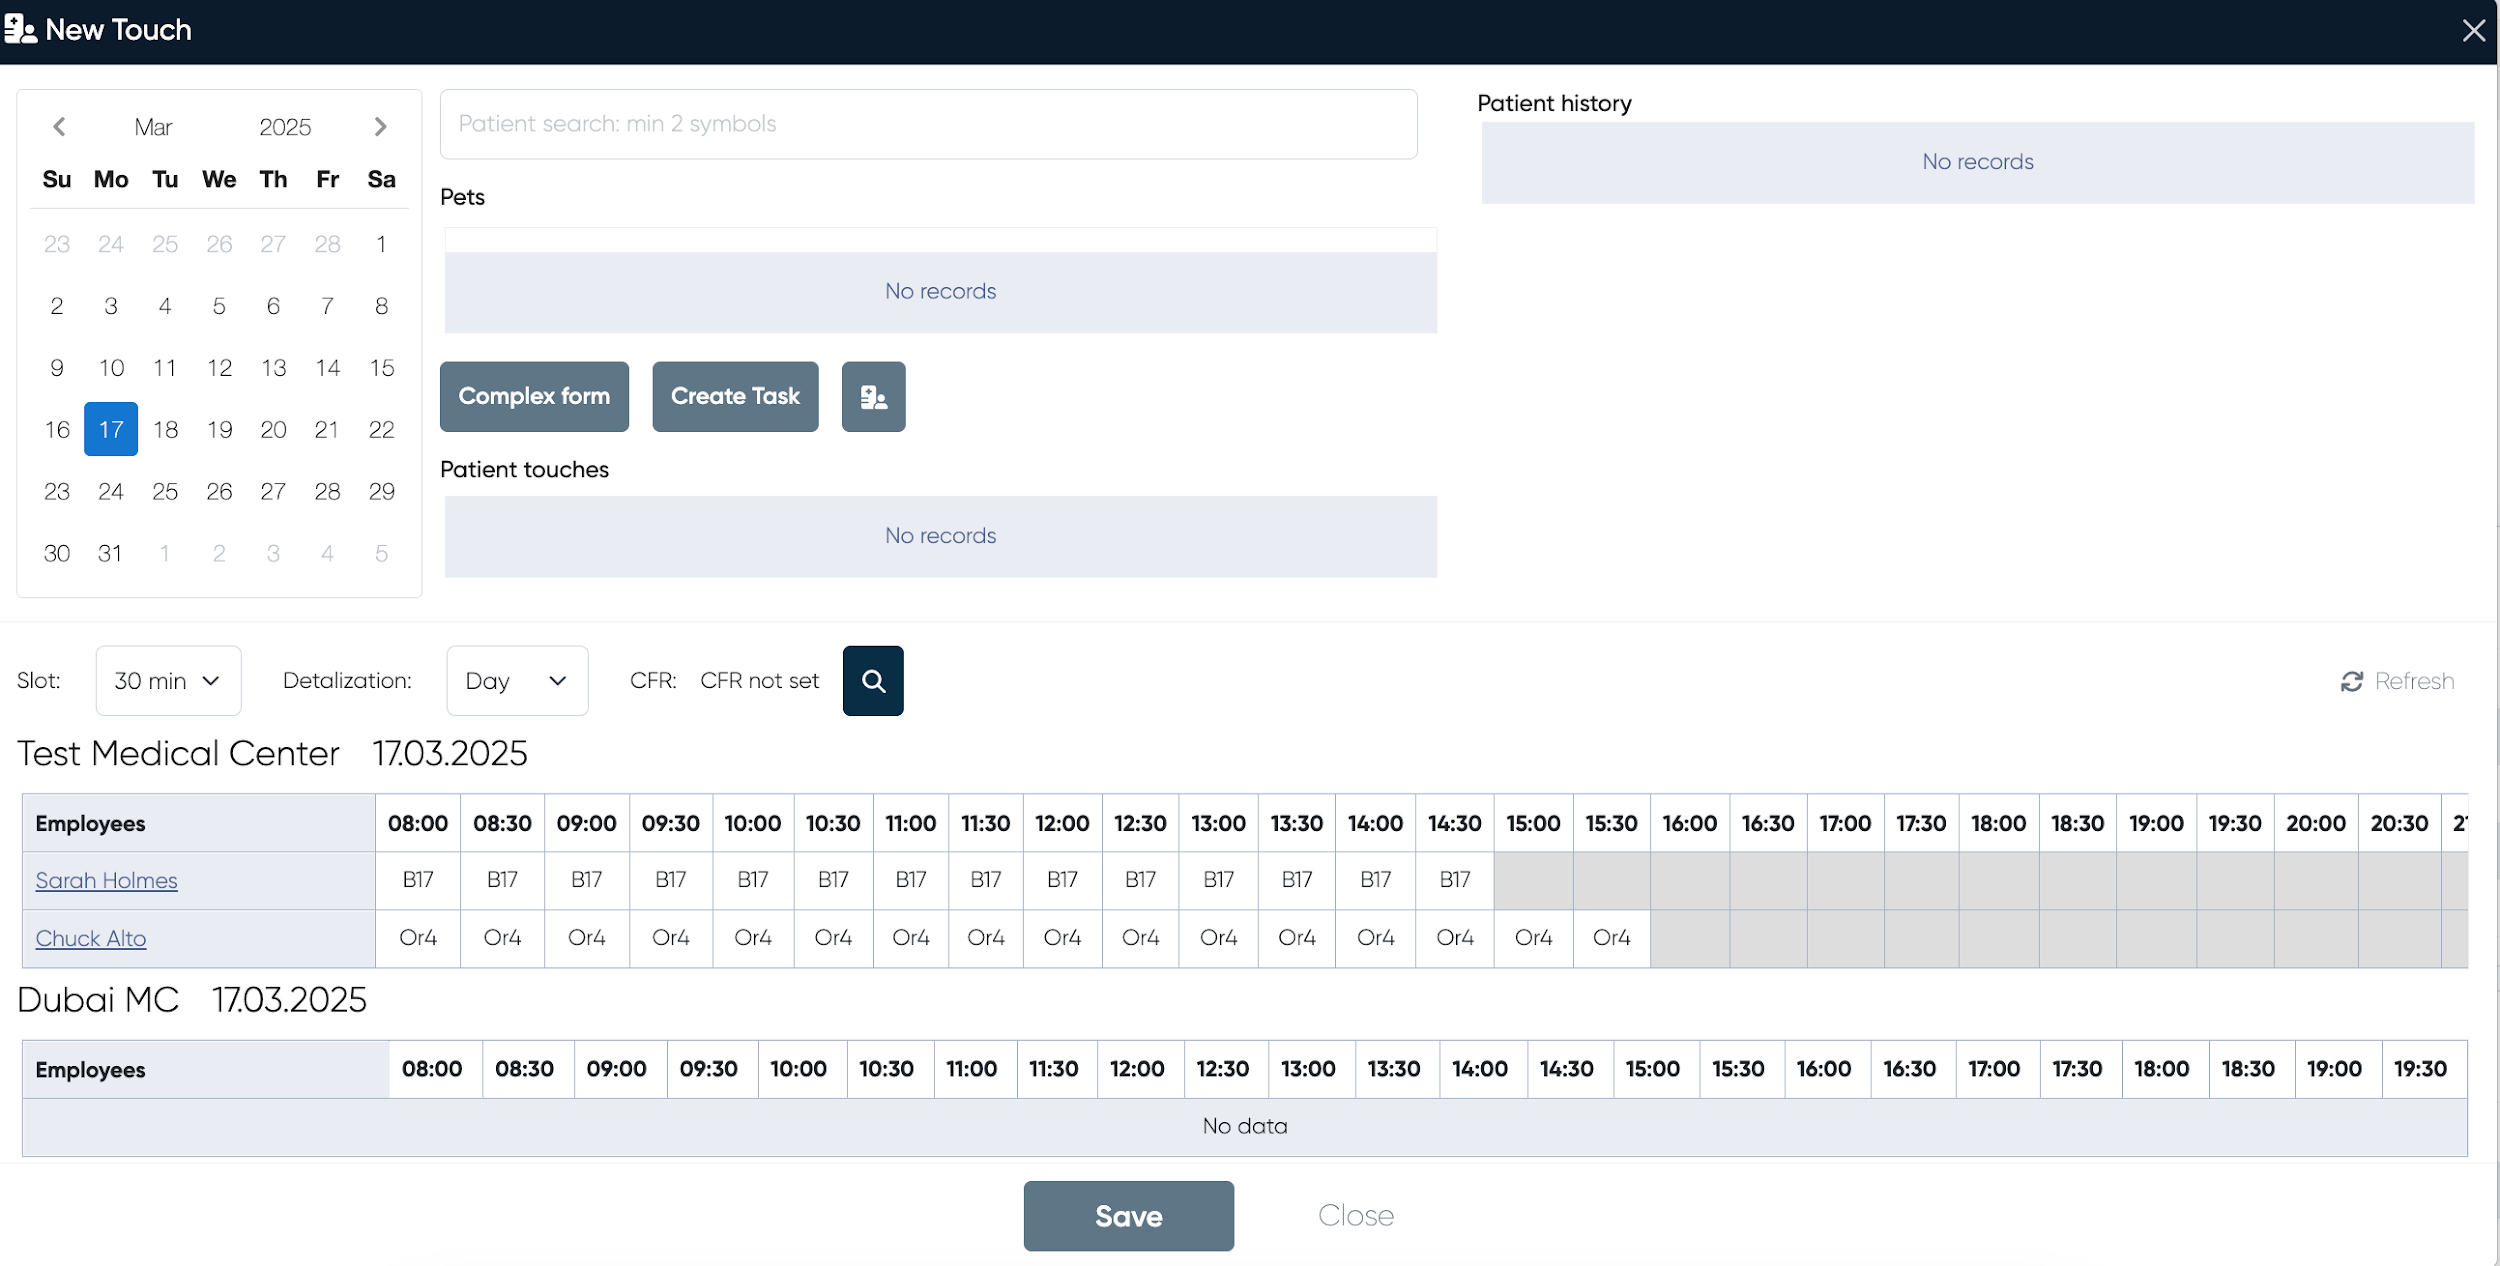 New Touch
Mar 2025
Su Mo Tu We Th Fr Sa
23 24 25 26 27 28 1
2 3 4 5 6 7 8
9 10 11 12 13 14 15
16 17 18 19 20 21 22
23 24 25 26 27 28 29
30 31 1 2 3 4 5
Patient search: min 2 symbols
Pets
No records
Complex form Create Task
Patient touches
No records
Patient history
No records
Slot: 30 min Detalization: Day CFR: CFR not set Refresh
Test Medical Center 17.03.2025
Employees 08:00 08:30 09:00 09:30 10:00 10:30 11:00 11:30 12:00 12:30 13:00 13:30 14:00 14:30 15:00 15:30 16:00 16:30 17:00 17:30 18:00 18:30 19:00 19:30 20:00 20:30
Sarah Holmes B17 B17 B17 B17 B17 B17 B17 B17 B17 B17 B17 B17 B17 B17
Chuck Alto Or4 Or4 Or4 Or4 Or4 Or4 Or4 Or4 Or4 Or4 Or4 Or4 Or4 Or4 Or4 Or4
Dubai MC 17.03.2025
Employees 08:00 08:30 09:00 09:30 10:00 10:30 11:00 11:30 12:00 12:30 13:00 13:30 14:00 14:30 15:00 15:30 16:00 16:30 17:00 17:30 18:00 18:30 19:00 19:30
No data
Save Close